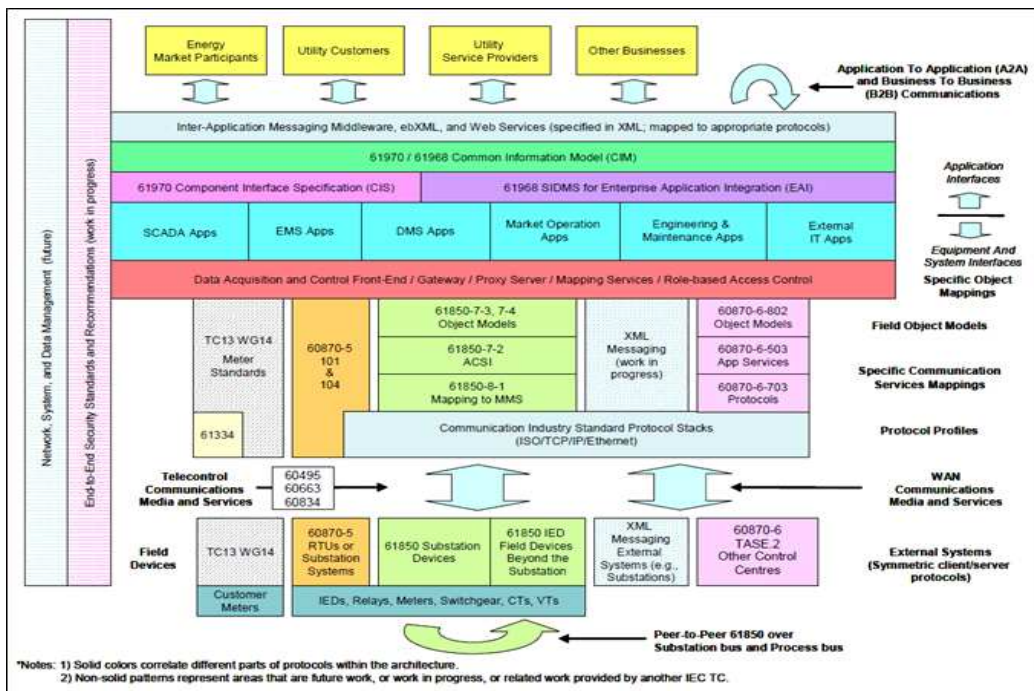 Network, System, and Data Management (future)
End-to-End Security Standards and Recommendations (work in progress)
Energy
Market Participants
Utility Customers
Utility
Service Providers
Other Businesses
Application To Application (A2A)
and Business To Business
(B2B) Communications
Inter-Application Messaging Middleware, ebXML, and Web Services (specified in XML; mapped to appropriate protocols)
61970 / 61968 Common Information Model (CIM)
61970 Component Interface Specification (CIS)
61968 SIDMS for Enterprise Application Integration (EAI)
Application
Interfaces
SCADA Apps
EMS Apps
DMS Apps
Market Operation
Apps
Engineering &
Maintenance Apps
External
IT Apps
Equipment And
System Interfaces
Data Acquisition and Control Front-End / Gateway / Proxy Server / Mapping Services / Role-based Access Control
Specific Object
Mappings
TC13 WG14
Meter
Standards
60870-5
101
&
104
61850-7-3, 7-4
Object Models
61850-7-2
ACSI
61850-8-1
Mapping to MMS
XML
Messaging
(work in
progress)
60870-6-802
Object Models
60870-6-503
App Services
60870-6-703
Protocols
Field Object Models
Specific Communication
Services Mappings
61334
Communication Industry Standard Protocol Stacks
(ISO/TCP/IP/Ethernet)
Protocol Profiles
Telecontrol
Communications
Media and Services
60495
60663
60834
WAN
Communications
Media and Services
Field
Devices
TC13 WG14
60870-5
RTUs or
Substation
Systems
61850 Substation
Devices
61850 IED
Field Devices
Beyond the
Substation
XML
Messaging
External
Systems (e.g.,
Substations)
60870-6
TASE.2
Other Control
Centres
External Systems
(Symmetric client/server
protocols)
Customer
Meters
IEDs, Relays, Meters, Switchgear, CTs, VTs
Peer-to-Peer 61850 over
Substation bus and Process bus
*Notes: 1) Solid colors correlate different parts of protocols within the architecture.
2) Non-solid patterns represent areas that are future work, or work in progress, or related work provided by another IEC TC.